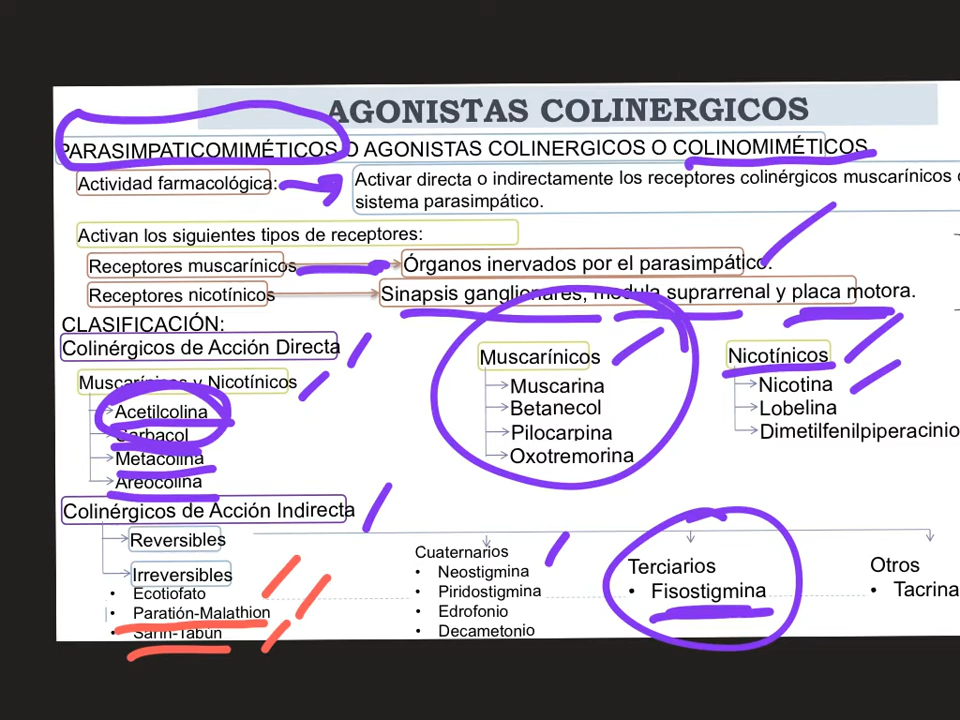 AGONISTAS COLINERGICOS
PARASIMPATICOMIMÉTICOS O AGONISTAS COLINERGICOS O COLINOMIMÉTICOS
Actividad farmacológica:
Activar directa o indirectamente los receptores colinérgicos muscarínicos
sistema parasimpático.
Activan los siguientes tipos de receptores:
Receptores muscarínicos
Órganos inervados por el parasimpático.
Receptores nicotínicos
Sinapsis ganglionares, médula suprarrenal y placa motora.
CLASIFICACIÓN:
Colinérgicos de Acción Directa
Muscarínicos y Nicotínicos
Acetilcolina
Carbacol
Metacolina
Areocolina
Muscarínicos
Muscarina
Betanecol
Pilocarpina
Oxotremorina
Nicotínicos
Nicotina
Lobelina
Dimetilfenilpiperacinio
Colinérgicos de Acción Indirecta
Reversibles
Irreversibles
• Ecotiofato
• Paratión-Malathion
• Sarín-Tabún
Cuaternarios
• Neostigmina
• Piridostigmina
• Edrofonio
• Decametonio
Terciarios
• Fisostigmina
Otros
• Tacrina